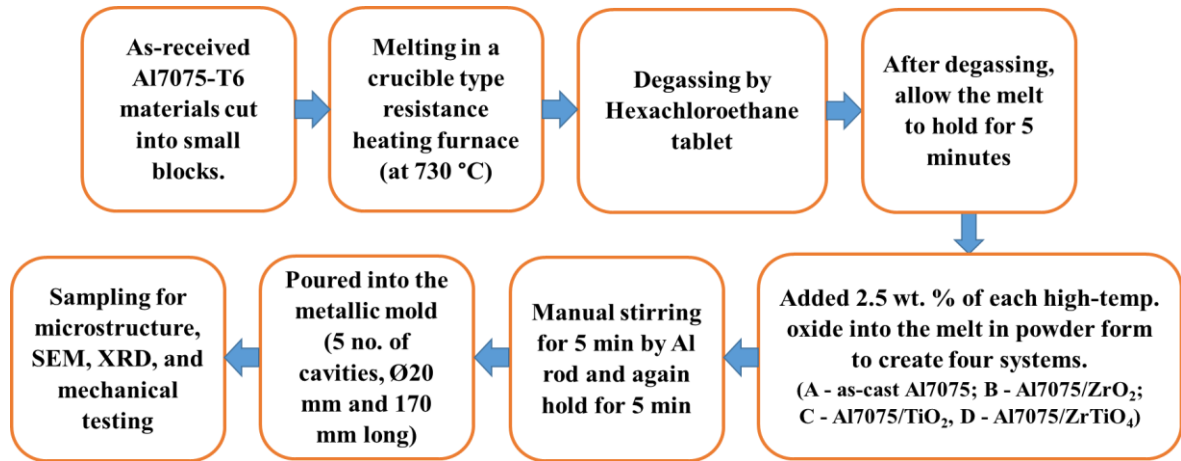 As-received
Al7075-T6
materials cut
into small
blocks.
Melting in a
crucible type
resistance
heating furnace
(at 730 °C)
Degassing by
Hexachloroethane
tablet
After degassing,
allow the melt
to hold for 5
minutes
Added 2.5 wt. % of each high-temp.
oxide into the melt in powder form
to create four systems.
(A - as-cast Al7075; B - Al7075/ZrO₂;
C - Al7075/TiO₂, D - Al7075/ZrTiO₄)
Manual stirring
for 5 min by Al
rod and again
hold for 5 min
Poured into the
metallic mold
(5 no. of
cavities, Ø20
mm and 170
mm long)
Sampling for
microstructure,
SEM, XRD, and
mechanical
testing